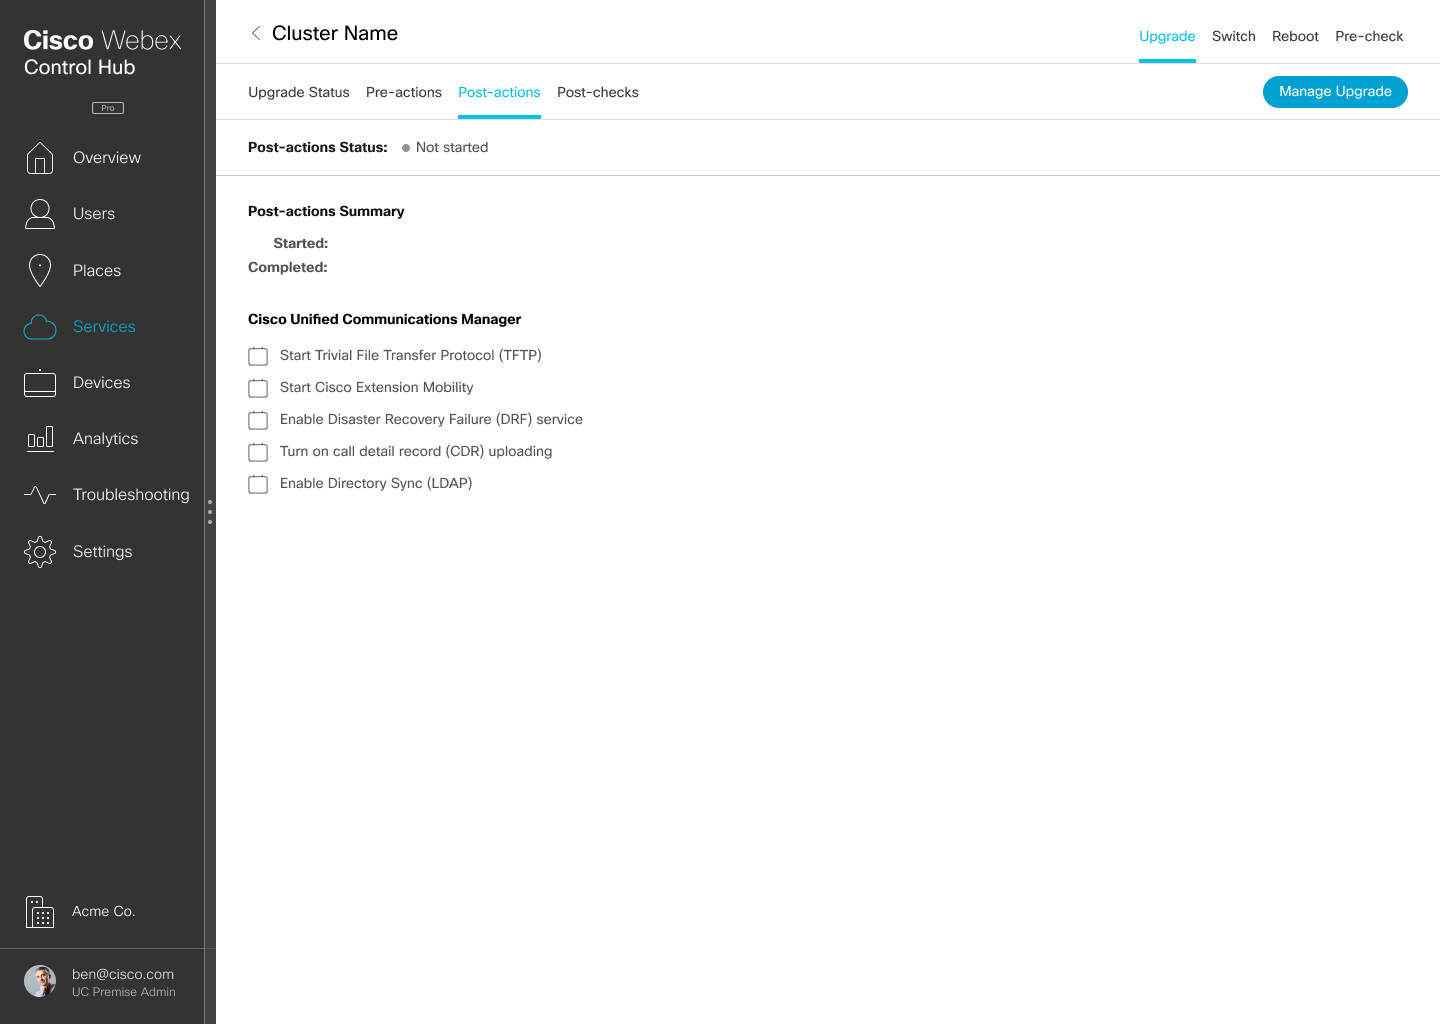 Cisco Webex
Control Hub
Pro
Overview
Users
Places
Services
Devices
Analytics
Troubleshooting
Settings
Acme Co.
ben@cisco.com
UC Premise Admin
Cluster Name
Upgrade Switch Reboot Pre-check
Upgrade Status Pre-actions Post-actions Post-checks
Manage Upgrade
Post-actions Status: Not started
Post-actions Summary
Started:
Completed:
Cisco Unified Communications Manager
Start Trivial File Transfer Protocol (TFTP)
Start Cisco Extension Mobility
Enable Disaster Recovery Failure (DRF) service
Turn on call detail record (CDR) uploading
Enable Directory Sync (LDAP)